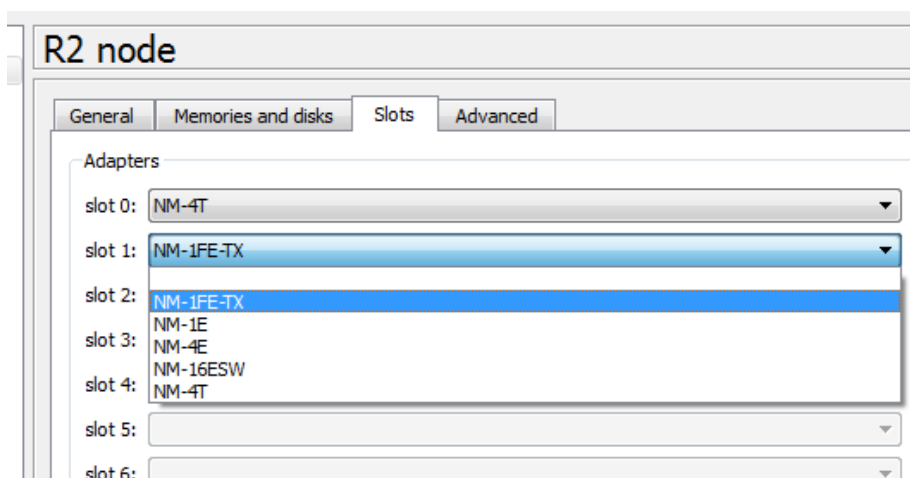 R2 node
General Memories and disks Slots Advanced
Adapters
slot 0: NM-4T
slot 1: NM-1FE-TX
slot 2: NM-1FE-TX
NM-1E
slot 3: NM-4E
NM-16ESW
slot 4: NM-4T
slot 5:
slot 6: